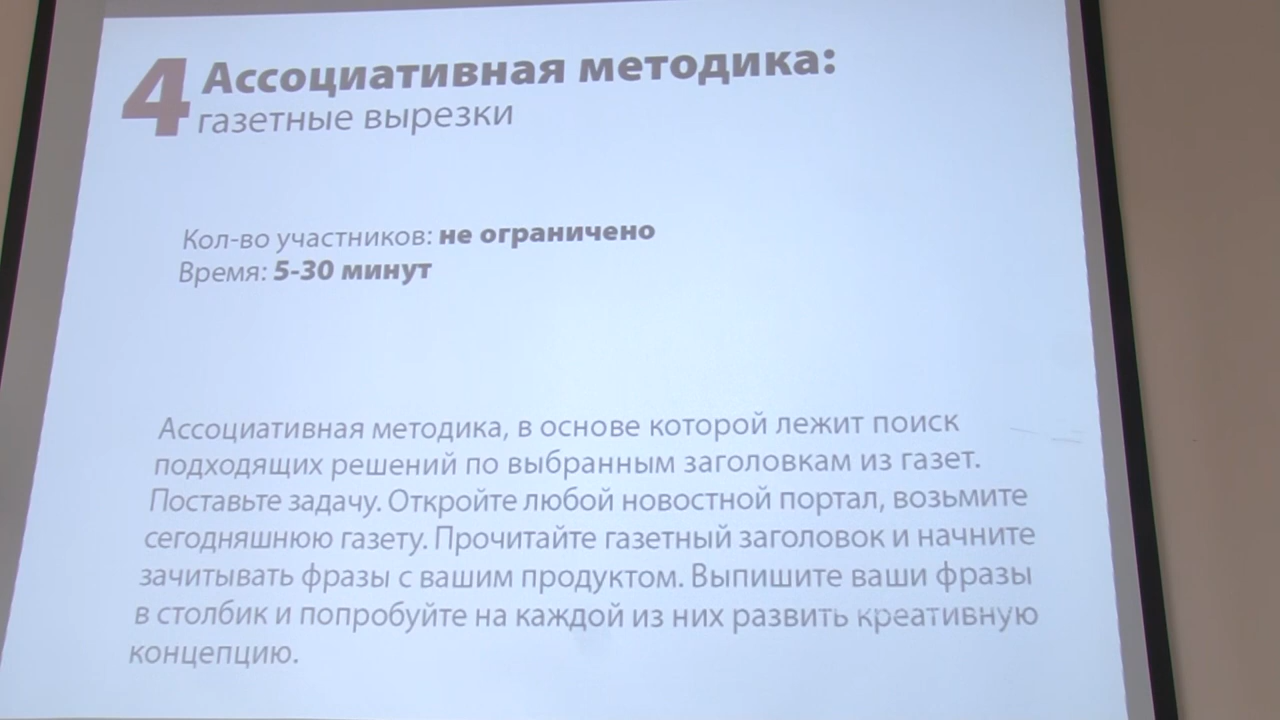 4 Ассоциативная методика:
газетные вырезки
Кол-во участников: не ограничено
Время: 5-30 минут
Ассоциативная методика, в основе которой лежит поиск
подходящих решений по выбранным заголовкам из газет.
Поставьте задачу. Откройте любой новостной портал, возьмите
сегодняшнюю газету. Прочитайте газетный заголовок и начните
зачитывать фразы с вашим продуктом. Выпишите ваши фразы
в столбик и попробуйте на каждой из них развить креативную
концепцию.